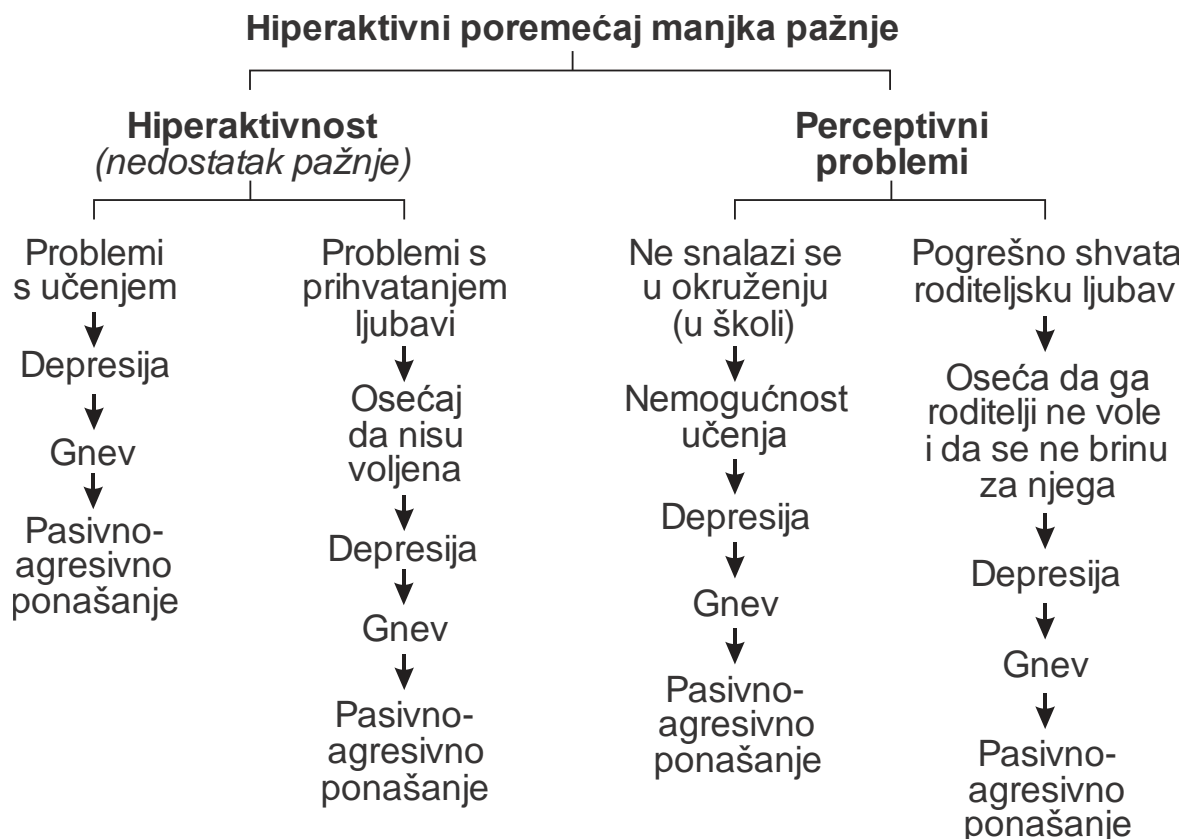 Hiperaktivni poremećaj manjka pažnje
Hiperaktivnost
(nedostatak pažnje)
Problemi
s učenjem
Depresija
Gnev
Pasivno-
agresivno
ponašanje
Problemi s
prihvatanjem
ljubavi
Osećaj
da nisu
voljena
Depresija
Gnev
Pasivno-
agresivno
ponašanje
Perceptivni
problemi
Ne snalazi se
u okruženju
(u školi)
Nemogućnost
učenja
Depresija
Gnev
Pasivno-
agresivno
ponašanje
Pogrešno shvata
roditeljsku ljubav
Oseća da ga
roditelji ne vole
i da se ne brinu
za njega
Depresija
Gnev
Pasivno-
agresivno
ponašanje